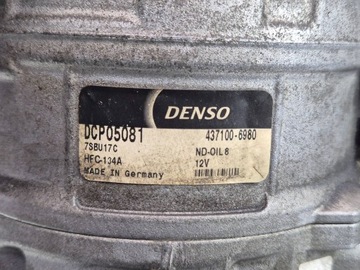 DENSO
DCP05081 437100-6980
7SBU17C ND-OIL 8
HFC-134A 12V
MADE IN Germany